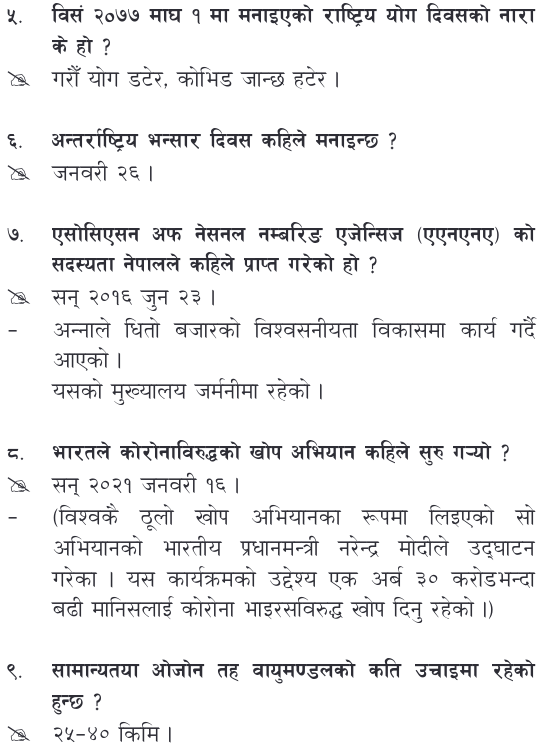 ५. विसं २०७७ माघ १ मा मनाइएको राष्ट्रिय योग दिवसको नारा
के हो ?
गरौँ योग डटेर, कोभिड जान्छ हटेर ।
६. अन्तर्राष्ट्रिय भन्सार दिवस कहिले मनाइन्छ ?
जनवरी २६ ।
७. एसोसिएसन अफ नेसनल नम्बरिङ एजेन्सिज (एएनएनए) को
सदस्यता नेपालले कहिले प्राप्त गरेको हो ?
सन् २०१६ जुन २३ ।
- अन्नाले धितो बजारको विश्वसनीयता विकासमा कार्य गर्दै
आएको ।
यसको मुख्यालय जर्मनीमा रहेको ।
८. भारतले कोरोनाविरुद्धको खोप अभियान कहिले सुरु गऱ्यो ?
सन् २०२१ जनवरी १६ ।
- (विश्वकै ठूलो खोप अभियानका रूपमा लिइएको सो
अभियानको भारतीय प्रधानमन्त्री नरेन्द्र मोदीले उद्घाटन
गरेका । यस कार्यक्रमको उद्देश्य एक अर्ब ३० करोडभन्दा
बढी मानिसलाई कोरोना भाइरसविरुद्ध खोप दिनु रहेको ।)
९. सामान्यतया ओजोन तह वायुमण्डलको कति उचाइमा रहेको
हुन्छ ?
२५-४० किमि ।